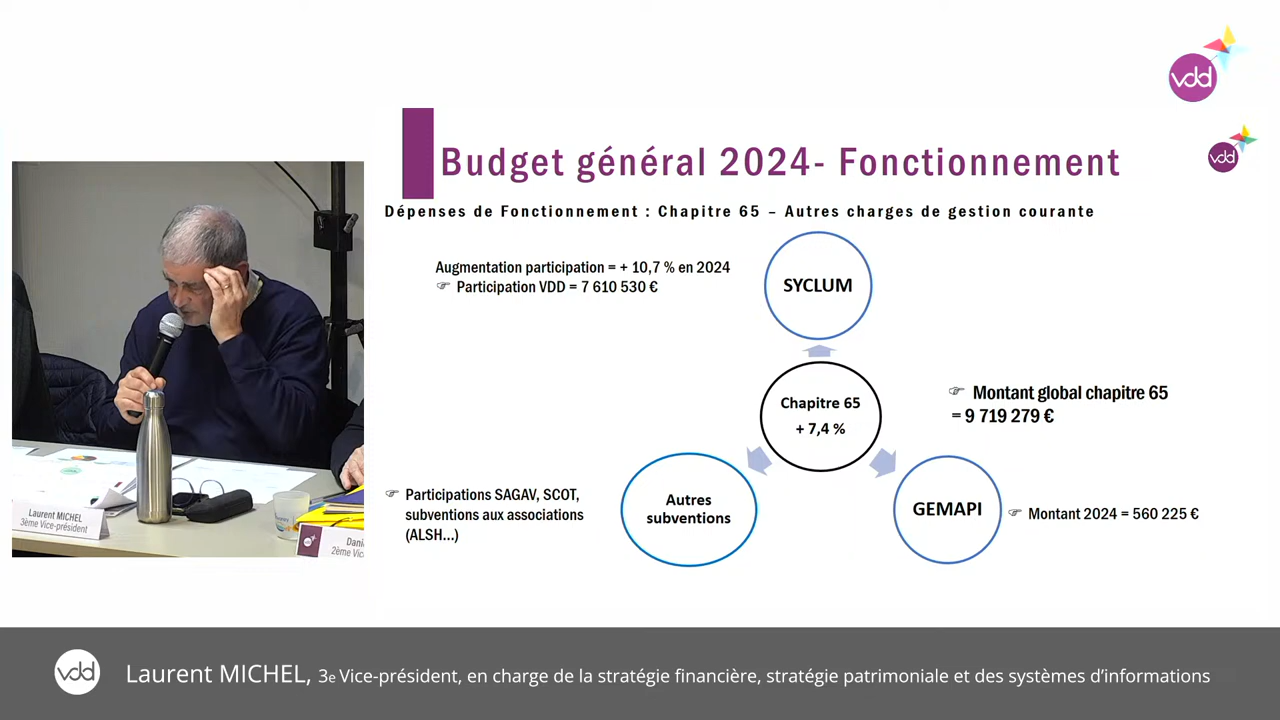 vdd
vdd
Budget général 2024- Fonctionnement
Dépenses de Fonctionnement : Chapitre 65 – Autres charges de gestion courante
Augmentation participation = + 10,7 % en 2024
☞ Participation VDD = 7 610 530 €
SYCLUM
Chapitre 65
+ 7,4 %
☞ Montant global chapitre 65
= 9 719 279 €
☞ Participations SAGAV, SCOT,
subventions aux associations
(ALSH...)
Autres
subventions
GEMAPI
☞ Montant 2024 = 560 225 €
Laurent MICHEL
3ème Vice-président
2ème
vdd
Laurent MICHEL, 3e Vice-président, en charge de la stratégie financière, stratégie patrimoniale et des systèmes d’informations